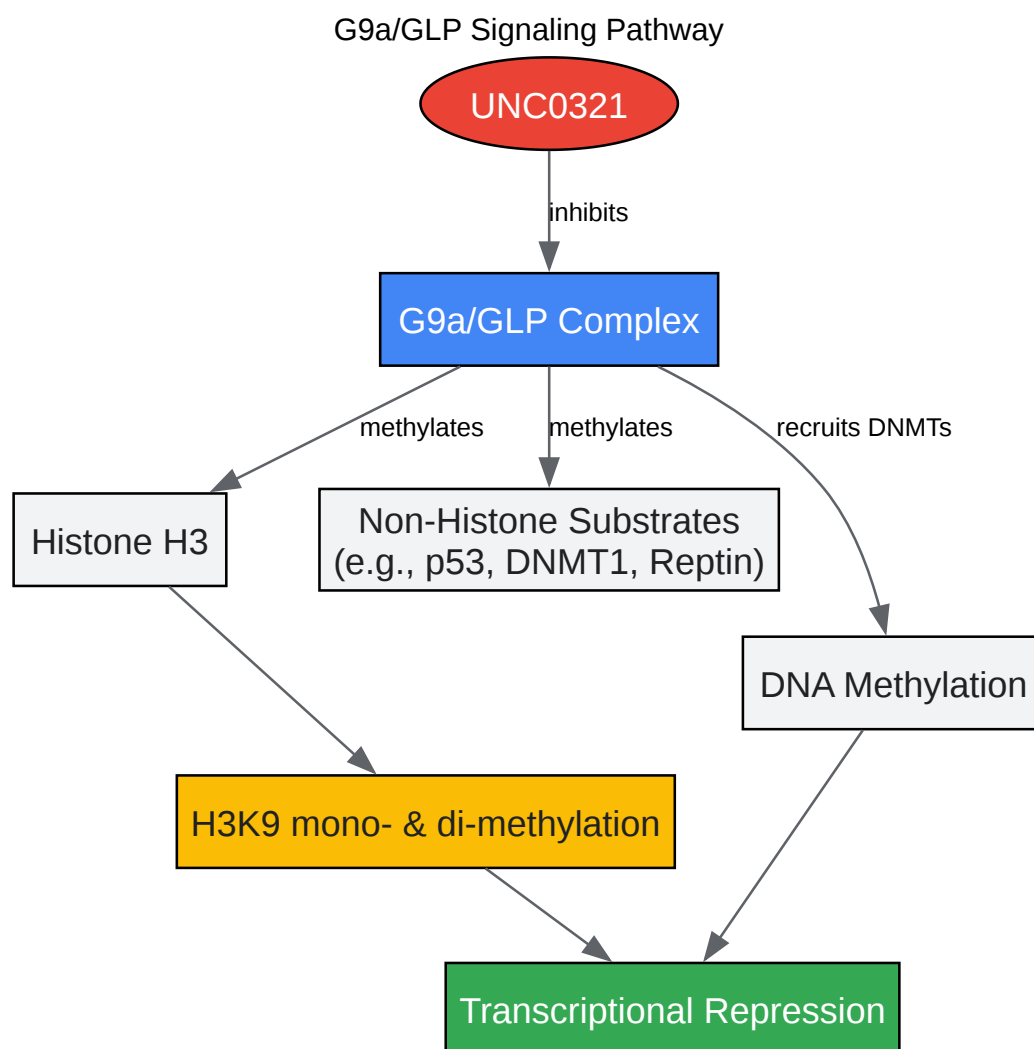 G9a/GLP Signaling Pathway
UNC0321
inhibits
G9a/GLP Complex
methylates
methylates
recruits DNMTs
Histone H3
Non-Histone Substrates
(e.g., p53, DNMT1, Reptin)
DNA Methylation
H3K9 mono- & di-methylation
Transcriptional Repression